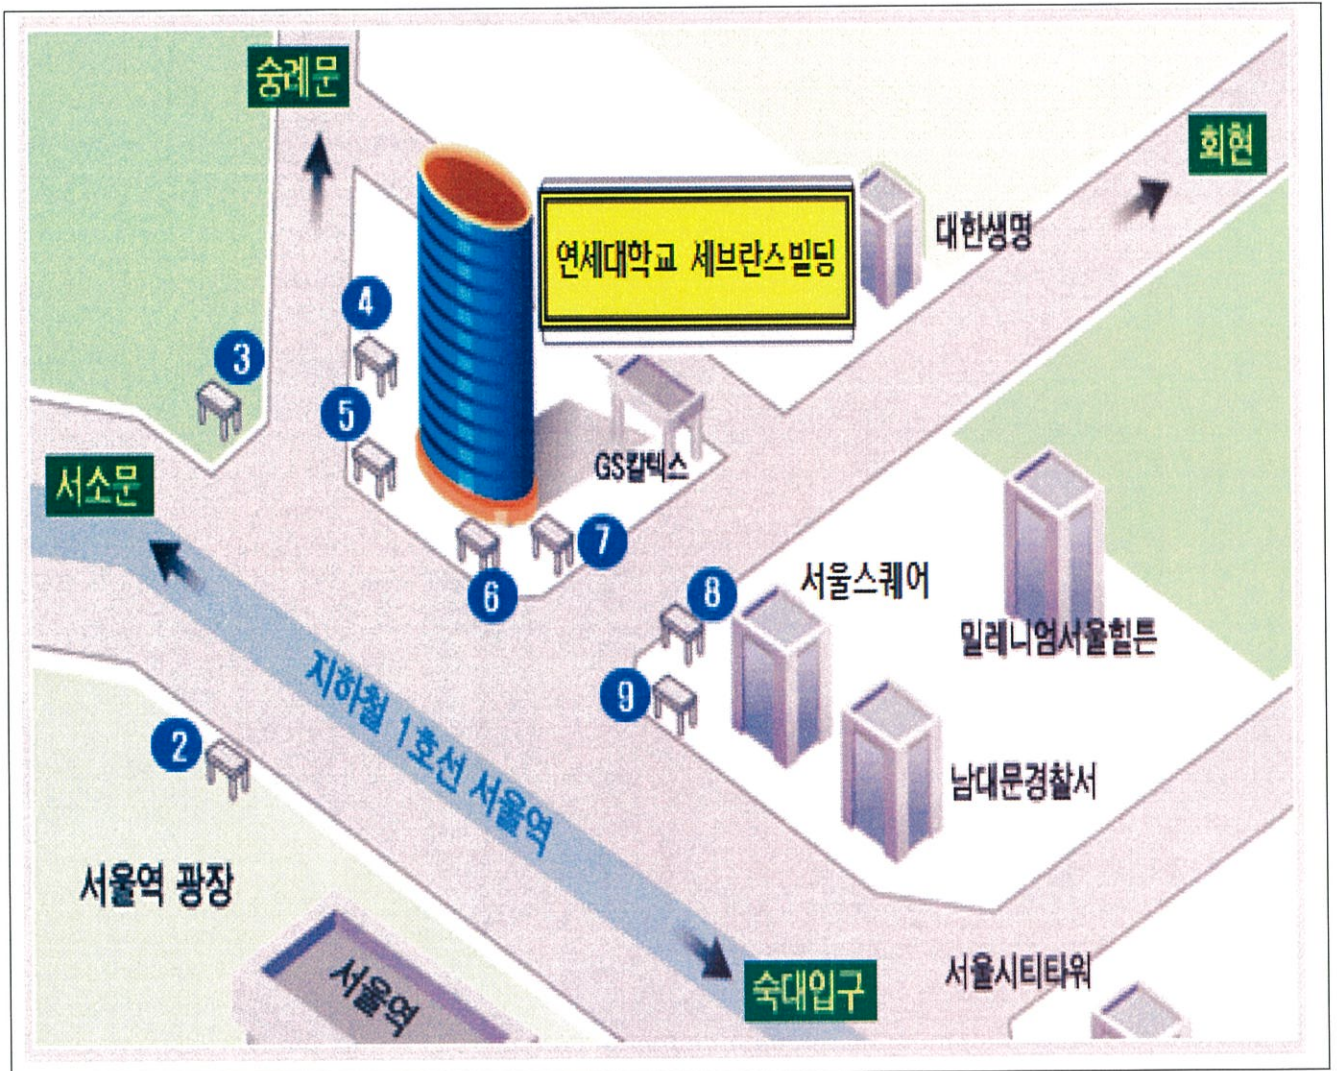 숭례문
회현
연세대학교 세브란스빌딩
대한생명
4
3
5
GS칼텍스
서소문
7
6
8
서울스퀘어
밀레니엄서울힐튼
9
지하철 1호선 서울역
2
남대문경찰서
서울역 광장
서울역
숙대입구
서울시티타워